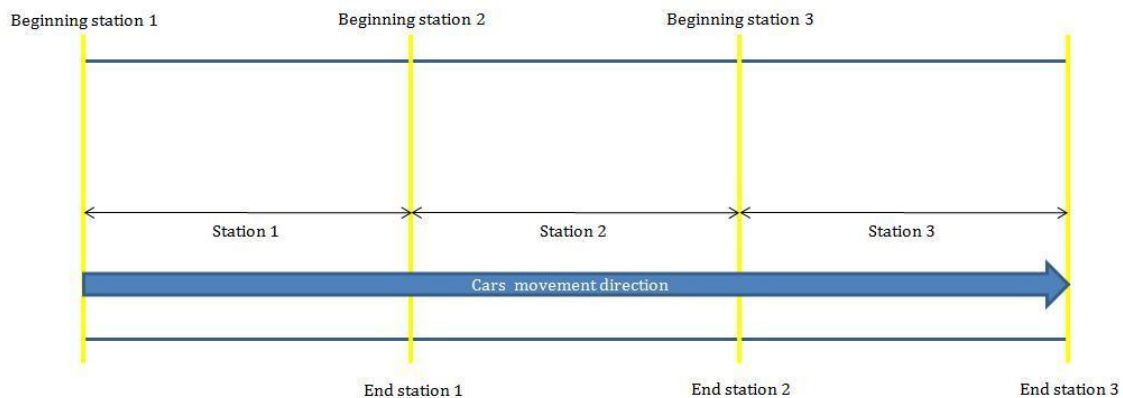 Beginning station 1
Beginning station 2
Beginning station 3
Station 1
Station 2
Station 3
Cars movement direction
End station 1
End station 2
End station 3